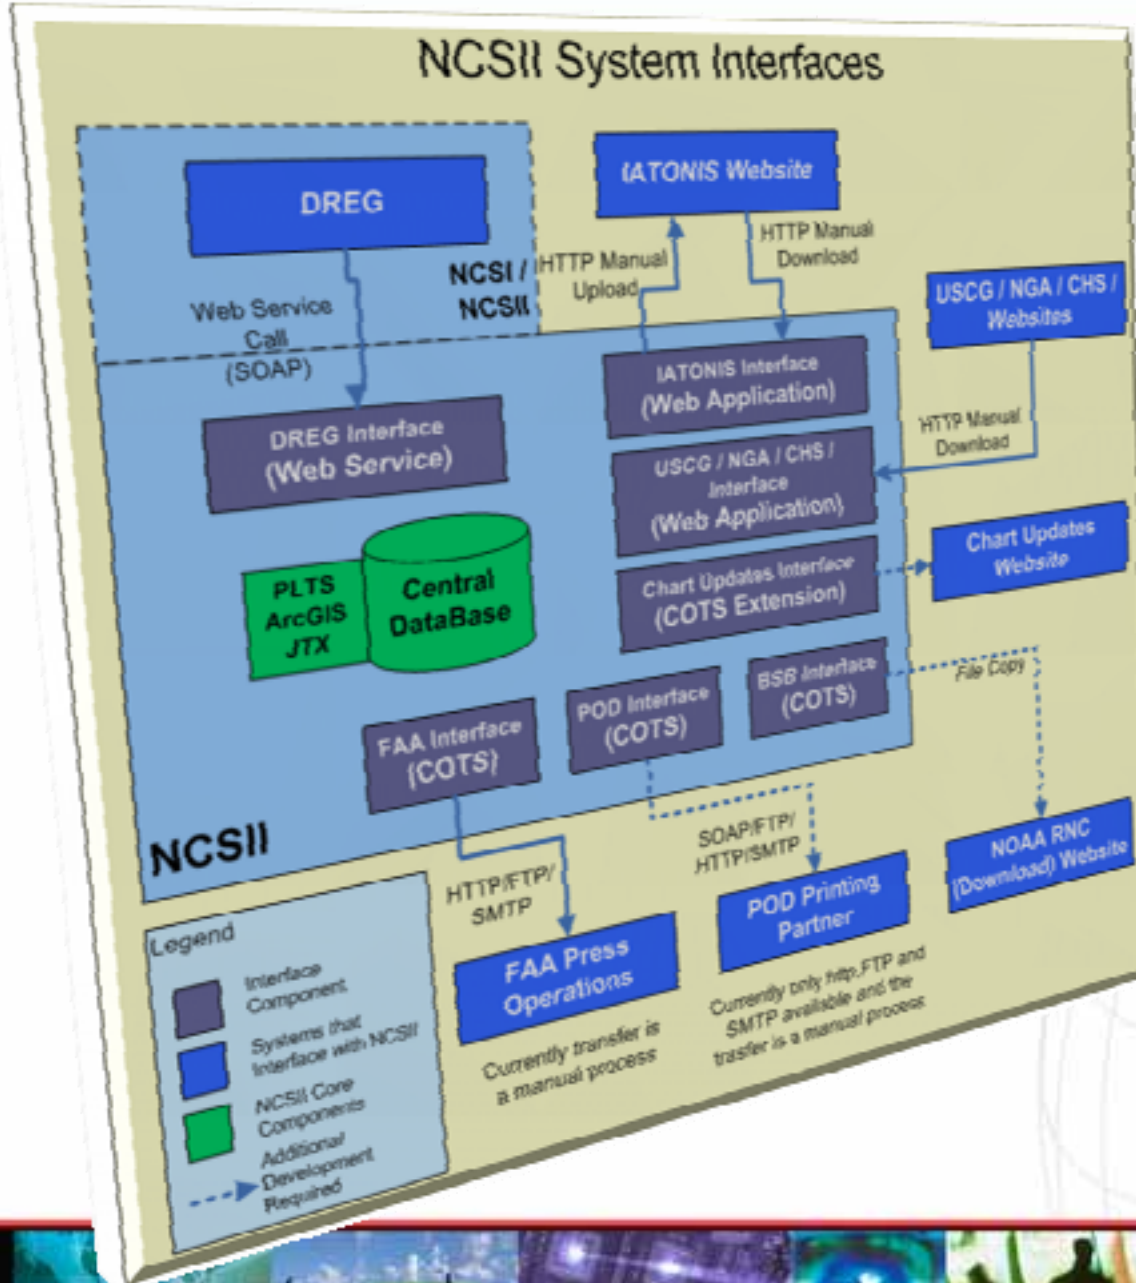 NCSII System Interfaces
DREG
NCSI /
NCSII
Web Service
Call
(SOAP)
IATONIS Website
HTTP Manual
Upload
HTTP Manual
Download
USCG / NGA / CHS /
Websites
HTTP Manual
Download
IATONIS Interface
(Web Application)
USCG / NGA / CHS /
Interface
(Web Application)
Chart Updates Interface
(COTS Extension)
Chart Updates
Website
DREG Interface
(Web Service)
PLTS
ArcGIS
JTX
Central
DataBase
FAA Interface
(COTS)
POD Interface
(COTS)
BSB Interface
(COTS)
File Copy
NCSII
HTTP/FTP/
SMTP
SOAP/FTP/
HTTP/SMTP
NOAA RNC
(Download) Website
POD Printing
Partner
FAA Press
Operations
Currently transfer is
a manual process
Currently only http,FTP and
SMTP available and the
trasfer is a manual process
Legend
Interface
Component
Systems that
Interface with NCSII
NCSII Core
Components
Additional
Development
Required